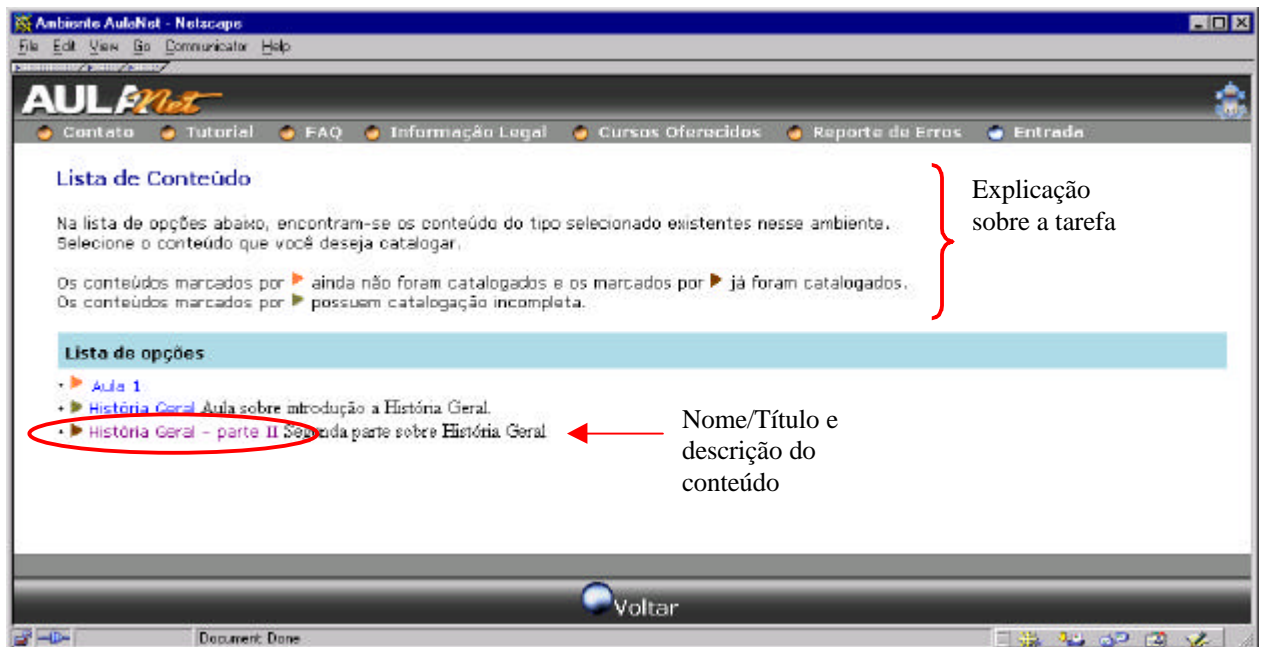 Ambiente AulaNet - Netscape
File Edit View Go Communicator Help
AULANet
Contato Tutorial FAQ Informação Legal Cursos Oferecidos Reporte de Erros Entrada
Lista de Conteúdo
Na lista de opções abaixo, encontram-se os conteúdo do tipo selecionado existentes nesse ambiente.
Selecione o conteúdo que você deseja catalogar.
Os conteúdos marcados por ainda não foram catalogados e os marcados por já foram catalogados.
Os conteúdos marcados por possuem catalogação incompleta.
Explicação
sobre a tarefa
Lista de opções
Aula 1
História Geral Aula sobre introdução a História Geral.
História Geral - parte II Segunda parte sobre História Geral
Nome/Título e
descrição do
conteúdo
Voltar
Document: Done